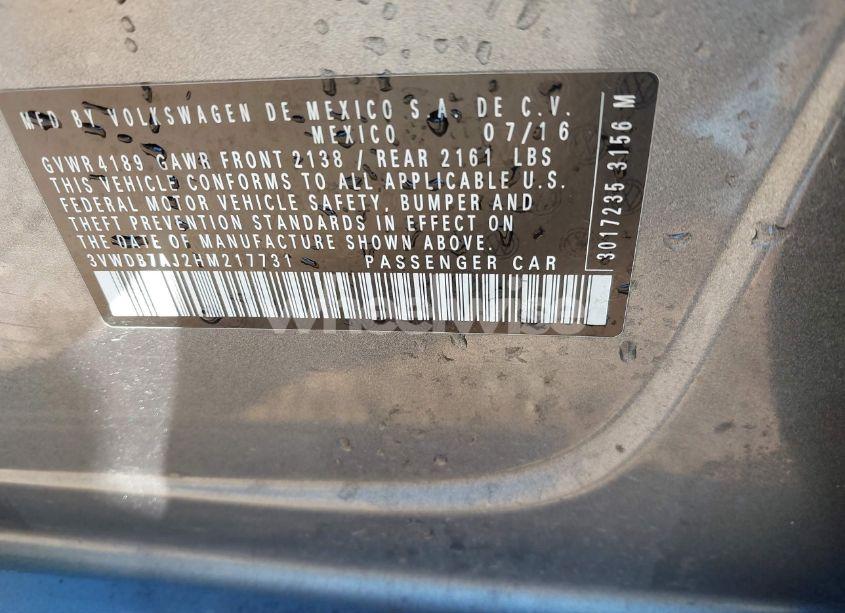 MFD BY VOLKSWAGEN DE MEXICO S.A. DE C.V.
MEXICO 07/16
GVWR 4189 GAWR FRONT 2138 / REAR 2161 LBS
THIS VEHICLE CONFORMS TO ALL APPLICABLE U.S.
FEDERAL MOTOR VEHICLE SAFETY, BUMPER AND
THEFT PREVENTION STANDARDS IN EFFECT ON
THE DATE OF MANUFACTURE SHOWN ABOVE.
3VWDB7AJ2HM217731 PASSENGER CAR
3017235 3156 M
wheelwise